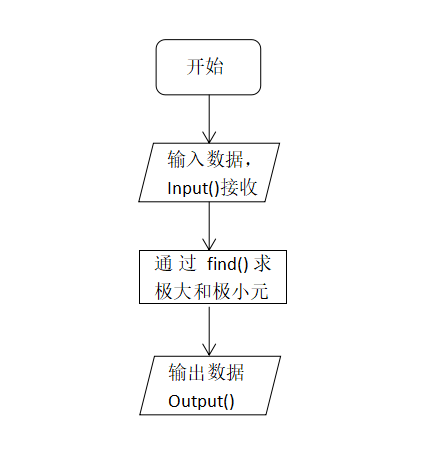 开始
输入数据，
Input()接收
通过 find()求
极大和极小元
输出数据
Output()